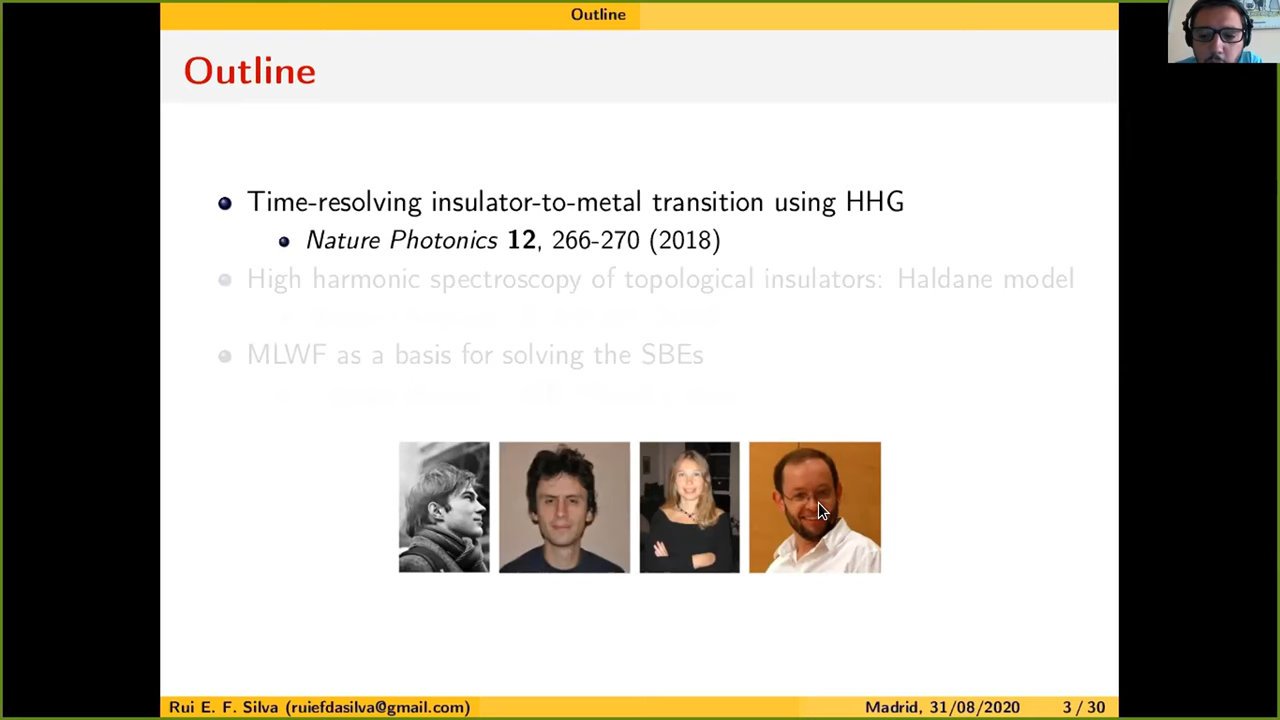 Outline
Outline
Time-resolving insulator-to-metal transition using HHG
Nature Photonics 12, 266-270 (2018)
High harmonic spectroscopy of topological insulators: Haldane model
MLWF as a basis for solving the SBEs
Rui E. F. Silva (ruiefdasilva@gmail.com)
Madrid, 31/08/2020
3 / 30